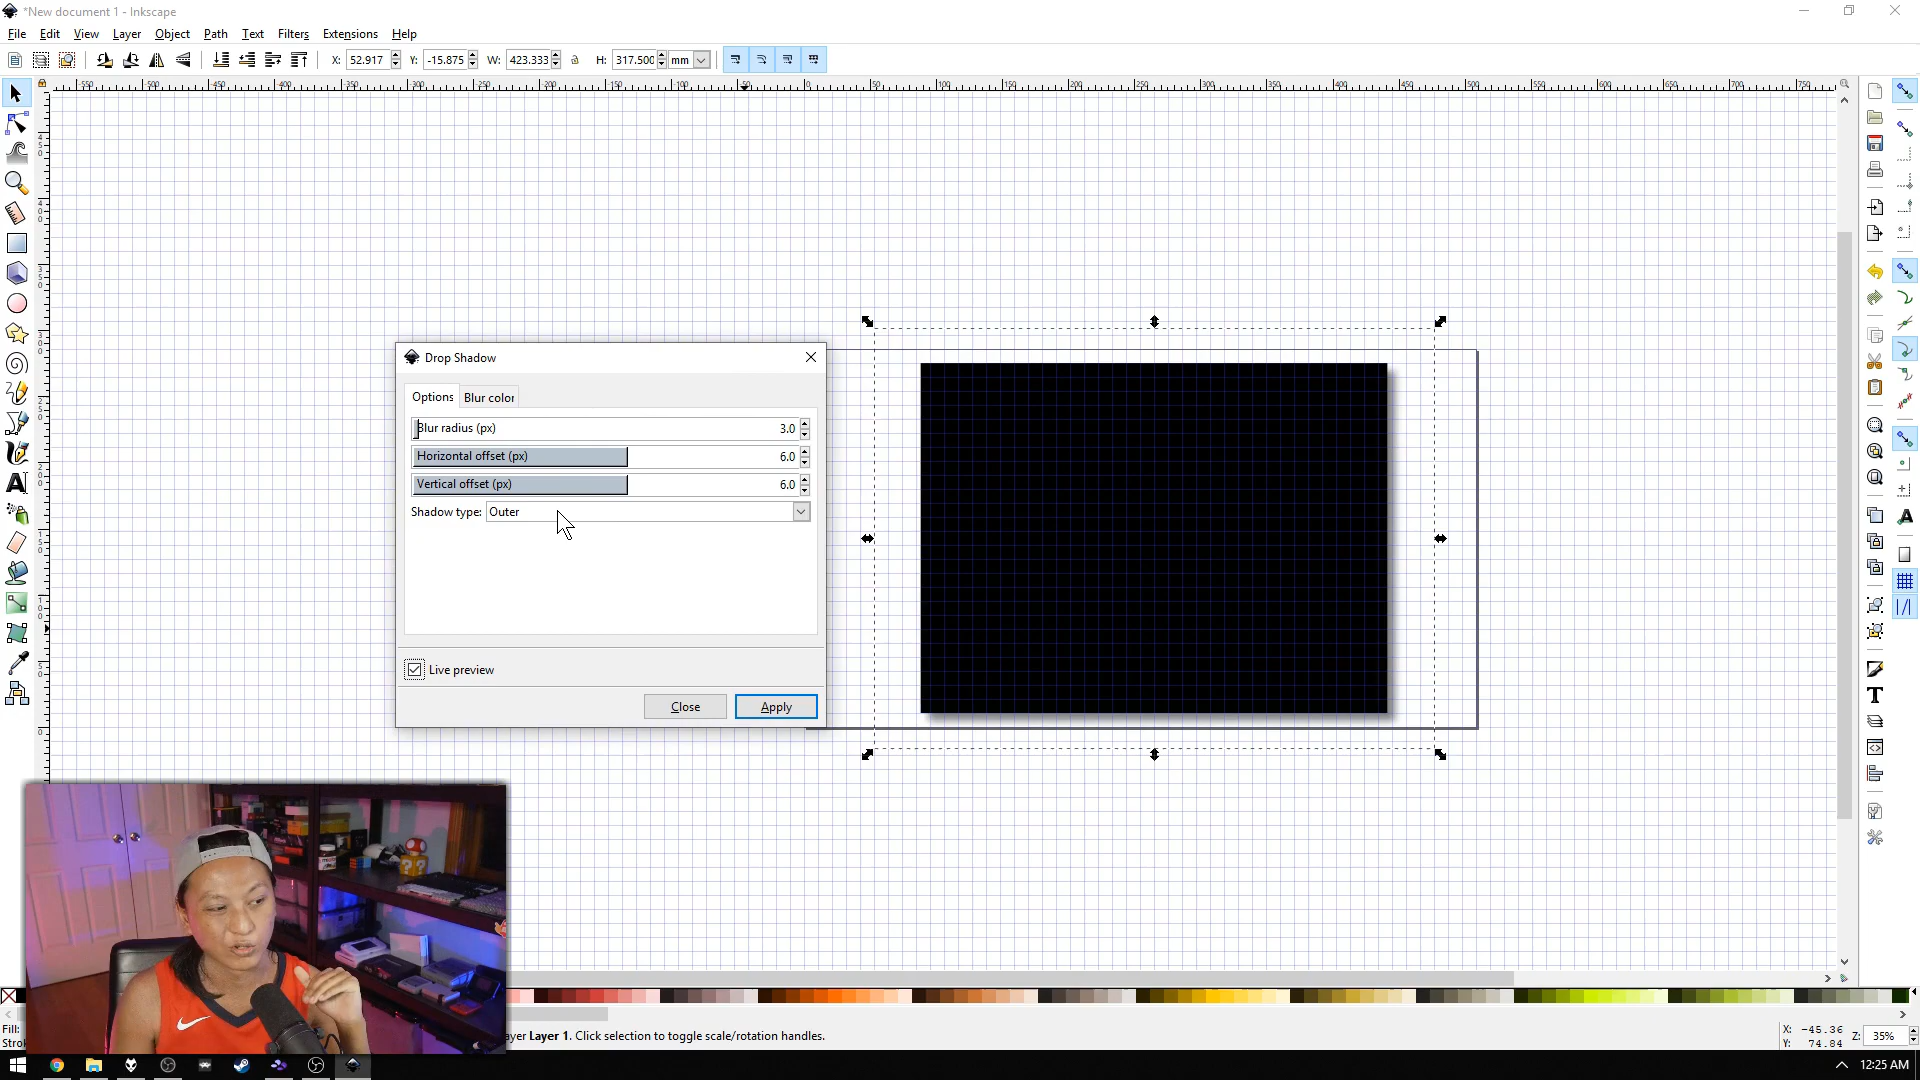 *New document 1 - Inkscape
File Edit View Layer Object Path Text Filters Extensions Help
X: 52.917 Y: -15.875 W: 423.333 H: 317.500 mm
Drop Shadow
Options Blur color
Blur radius (px) 3.0
Horizontal offset (px) 6.0
Vertical offset (px) 6.0
Shadow type: Outer
Live preview
Close Apply
Fill:
Layer 1. Click selection to toggle scale/rotation handles.
X: -45.36
Y: 74.84
Z: 35%
12:25 AM